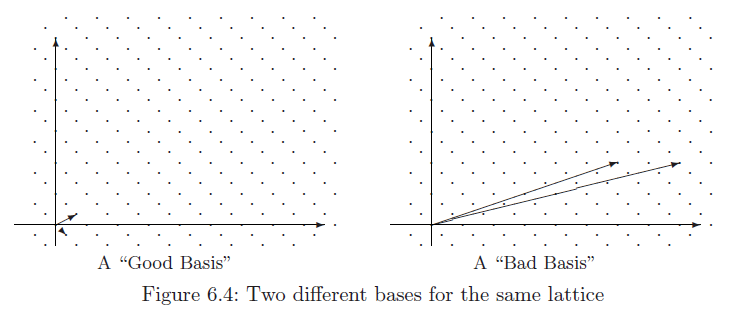 A “Good Basis”
A “Bad Basis”
Figure 6.4: Two different bases for the same lattice